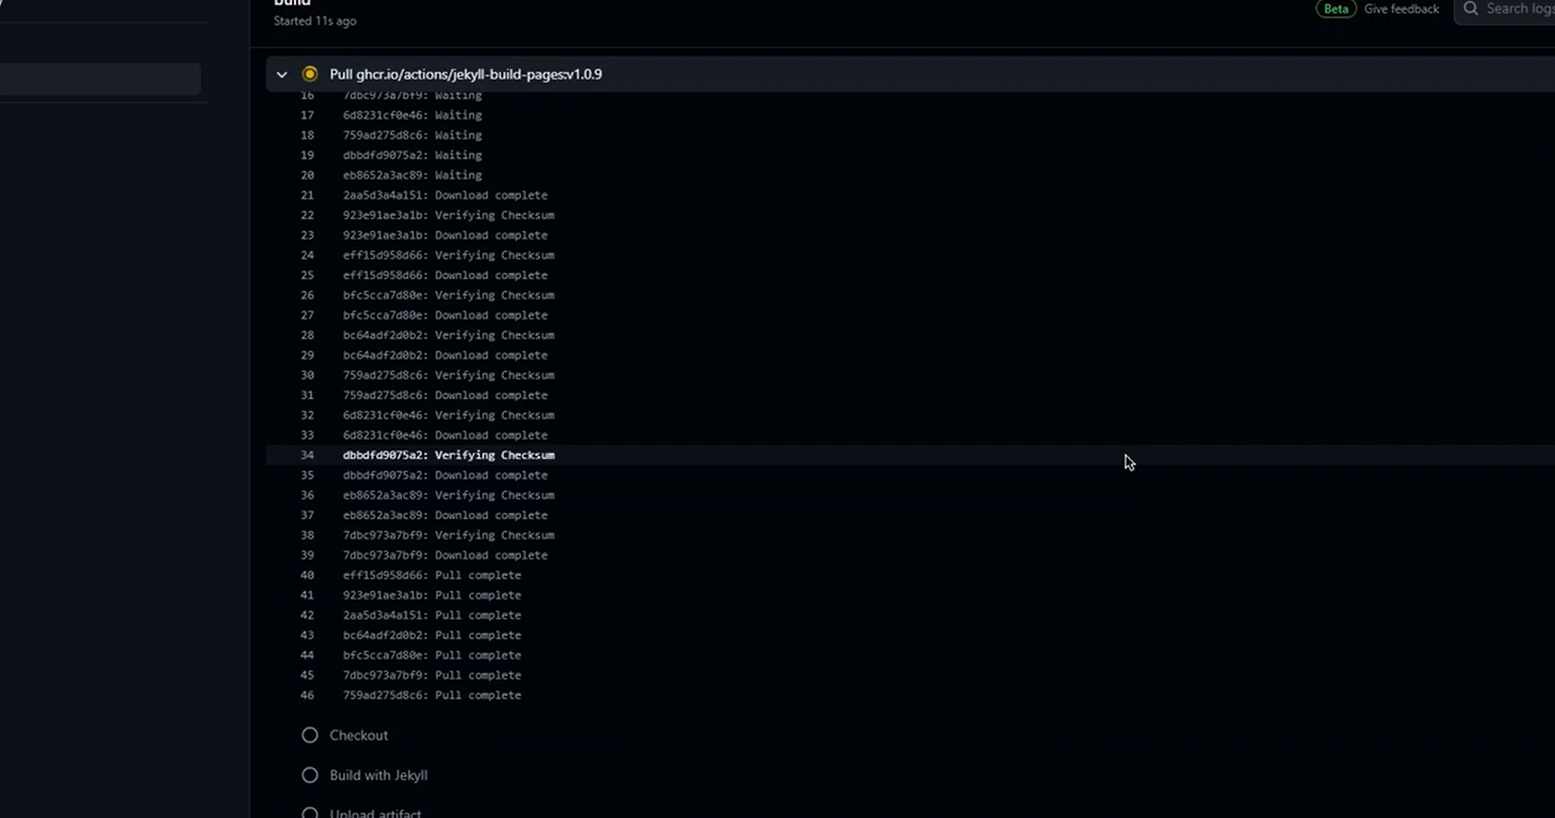 build
Started 11s ago
Beta Give feedback Search logs
Pull ghcr.io/actions/jekyll-build-pages:v1.0.9
16 7dbc973a7bf9: Waiting
17 6d8231cf0e46: Waiting
18 759ad275d8c6: Waiting
19 dbbdfd9075a2: Waiting
20 eb8652a3ac89: Waiting
21 2aa5d3a4a151: Download complete
22 923e91ae3a1b: Verifying Checksum
23 923e91ae3a1b: Download complete
24 eff15d958d66: Verifying Checksum
25 eff15d958d66: Download complete
26 bfc5cca7d80e: Verifying Checksum
27 bfc5cca7d80e: Download complete
28 bc64adf2d0b2: Verifying Checksum
29 bc64adf2d0b2: Download complete
30 759ad275d8c6: Verifying Checksum
31 759ad275d8c6: Download complete
32 6d8231cf0e46: Verifying Checksum
33 6d8231cf0e46: Download complete
34 dbbdfd9075a2: Verifying Checksum
35 dbbdfd9075a2: Download complete
36 eb8652a3ac89: Verifying Checksum
37 eb8652a3ac89: Download complete
38 7dbc973a7bf9: Verifying Checksum
39 7dbc973a7bf9: Download complete
40 eff15d958d66: Pull complete
41 923e91ae3a1b: Pull complete
42 2aa5d3a4a151: Pull complete
43 bc64adf2d0b2: Pull complete
44 bfc5cca7d80e: Pull complete
45 7dbc973a7bf9: Pull complete
46 759ad275d8c6: Pull complete
Checkout
Build with Jekyll
Upload artifact